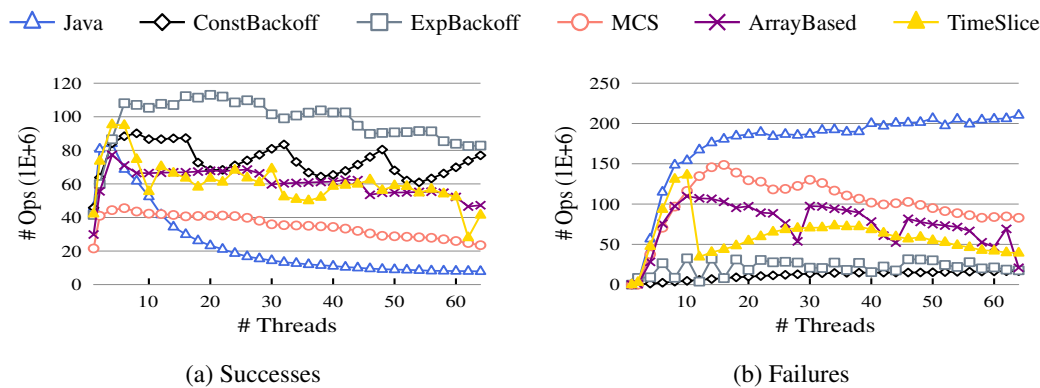 Java ConstBackoff ExpBackoff MCS ArrayBased TimeSlice
# Ops (1E+6)
120
100
80
60
40
20
0
10 20 30 40 50 60
# Threads
(a) Successes
# Ops (1E+6)
250
200
150
100
50
0
10 20 30 40 50 60
# Threads
(b) Failures